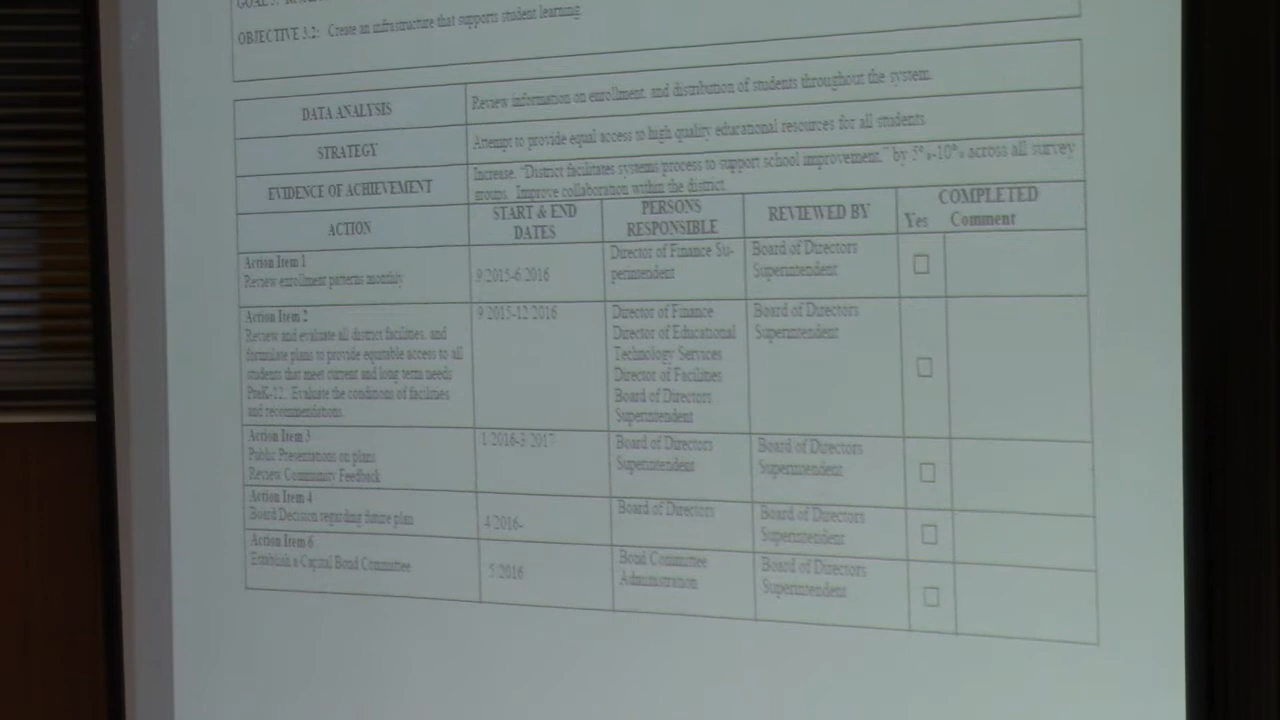 GOAL 3:
OBJECTIVE 3.2: Create an infrastructure that supports student learning.
DATA ANALYSIS
Review information on enrollment, and distribution of students throughout the system.
STRATEGY
Attempt to provide equal access to high quality educational resources for all students
EVIDENCE OF ACHIEVEMENT
Increase, "District facilitates systems process to support school improvement," by 5%-10% across all survey
groups. Improve collaboration within the district.
ACTION
START & END
DATES
PERSONS
RESPONSIBLE
REVIEWED BY
COMPLETED
Yes Comment
Action Item 1
Review enrollment patterns monthly
9/2015-6/2016
Director of Finance Su-
perintendent
Board of Directors
Superintendent
Action Item 2
Review and evaluate all district facilities, and
formulate plans to provide equitable access to all
students that meet current and long term needs
PreK-12. Evaluate the conditions of facilities
and recommendations.
9/2015-12/2016
Director of Finance
Director of Educational
Technology Services
Director of Facilities
Board of Directors
Superintendent
Board of Directors
Superintendent
Action Item 3
Public Presentations on plans
Review Community Feedback
1/2016-3/2017
Board of Directors
Superintendent
Board of Directors
Superintendent
Action Item 4
Board Decision regarding future plan
4/2016-
Board of Directors
Board of Directors
Superintendent
Action Item 6
Establish a Capital Bond Committee
5/2016
Bond Committee
Administration
Board of Directors
Superintendent